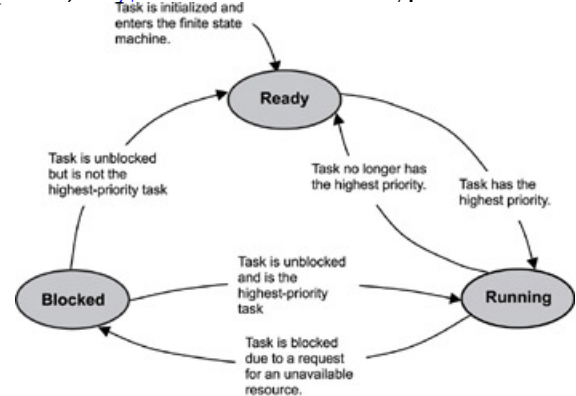 Task is initialized and
enters the finite state
machine.
Ready
Task is unblocked
but is not the
highest-priority task
Task no longer has
the highest priority.
Task has the
highest priority.
Task is unblocked
and is the
highest-priority
task
Blocked
Running
Task is blocked
due to a request
for an unavailable
resource.